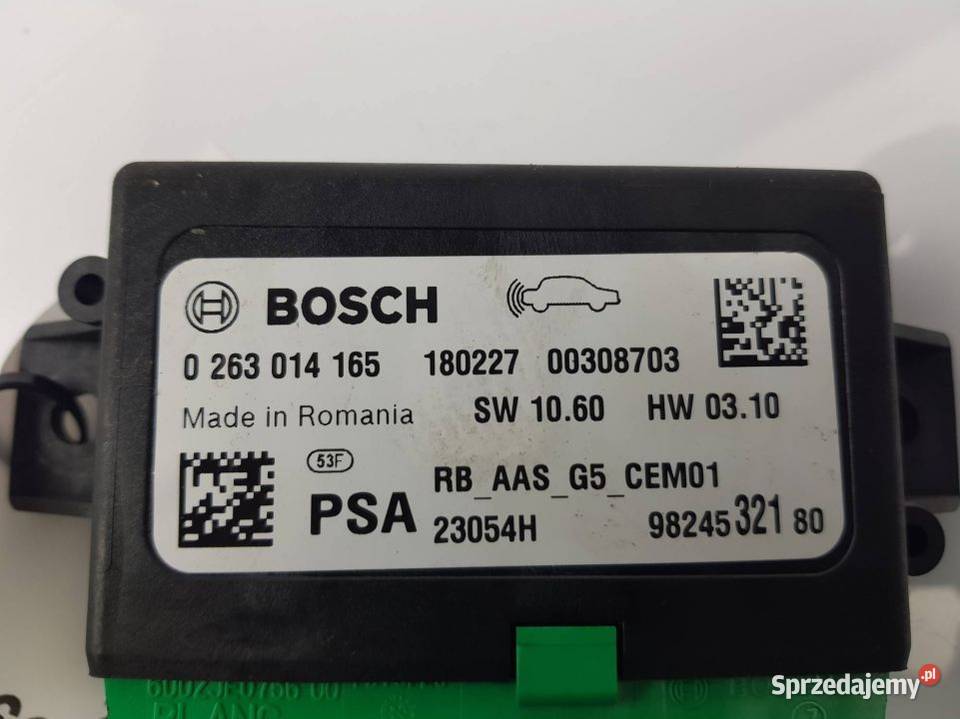 BOSCH
0 263 014 165 180227 00308703
Made in Romania SW 10.60 HW 03.10
53F RB_AAS_G5_CEM01
PSA 23054H 98245 321 80
Sprzedajemy.pl